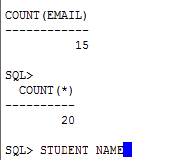 COUNT(EMAIL)
------------
15
SQL>
COUNT(*)
----------
20
SQL> STUDENT NAME